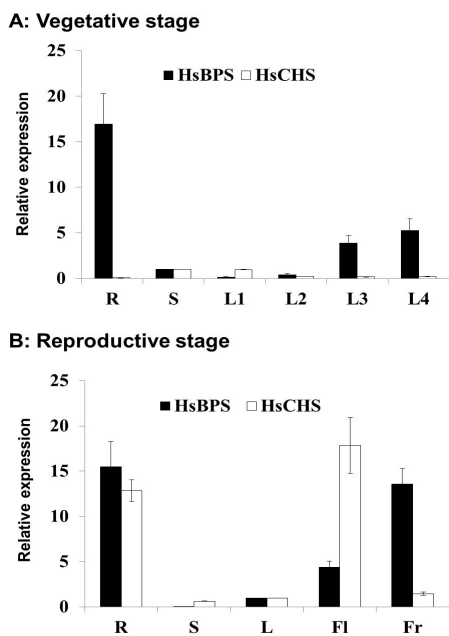 A: Vegetative stage
25
20
15
10
5
0
Relative expression
HsBPS HsCHS
R S L1 L2 L3 L4
B: Reproductive stage
25
20
15
10
5
0
Relative expression
HsBPS HsCHS
R S L Fl Fr